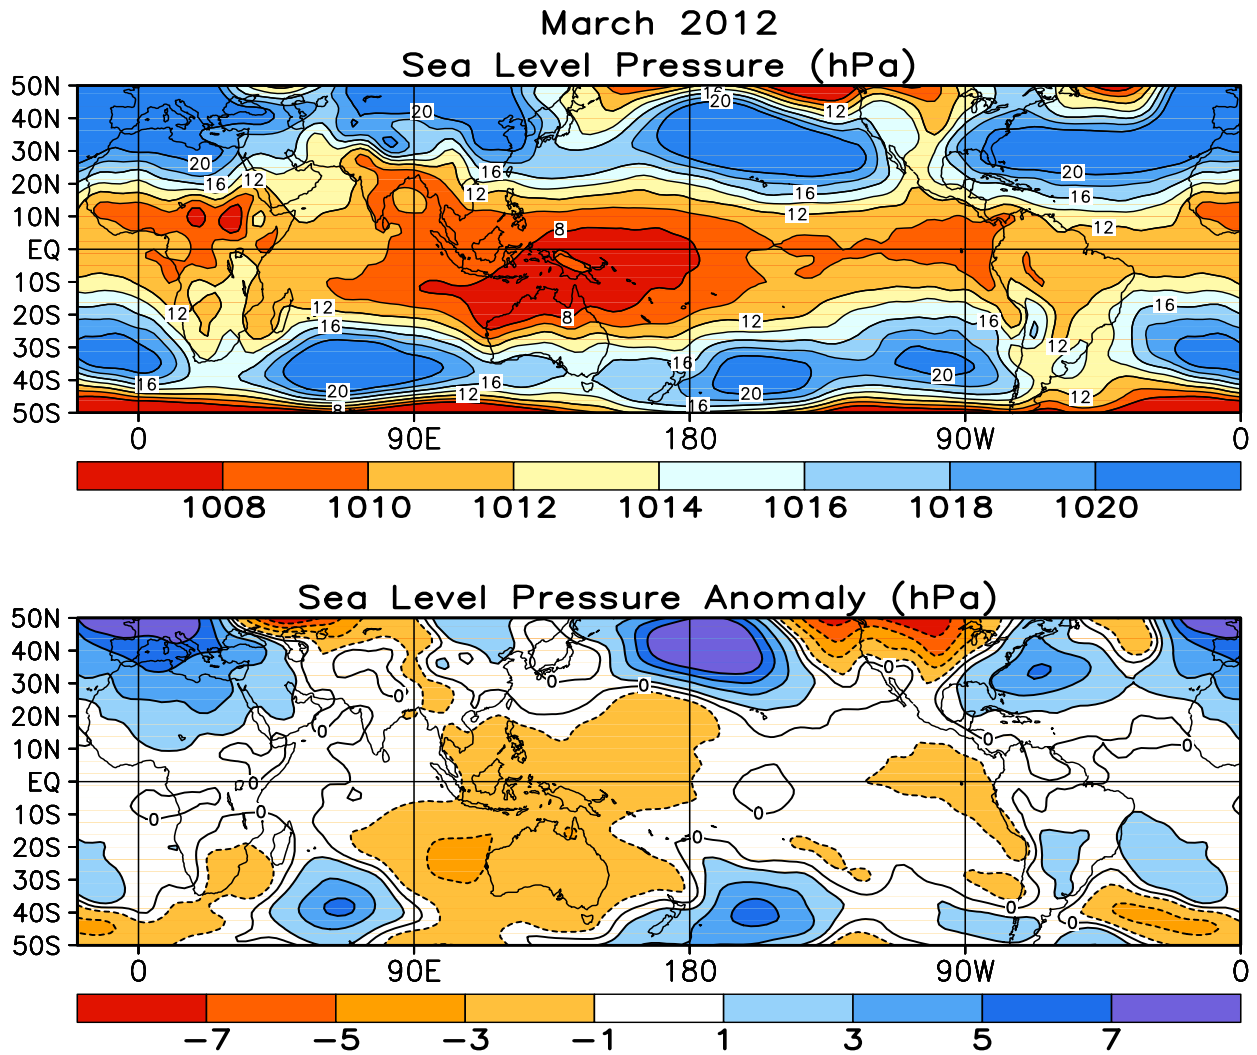 March 2012
Sea Level Pressure (hPa)
50N
40N
30N
20N
10N
EQ
10S
20S
30S
40S
50S
16
20
12
20
20
16
12
16
12
16
12
20
16
12
8
8
12
12
16
12
16
12
16
16
12
20
8
12
16
16
16
20
20
12
0
90E
180
90W
0
1008 1010 1012 1014 1016 1018 1020
Sea Level Pressure Anomaly (hPa)
50N
40N
30N
20N
10N
EQ
10S
20S
30S
40S
50S
0
0
0
0
0
0
0
0
0
0
0
0
0
0
90E
180
90W
0
−7 −5 −3 −1 1 3 5 7